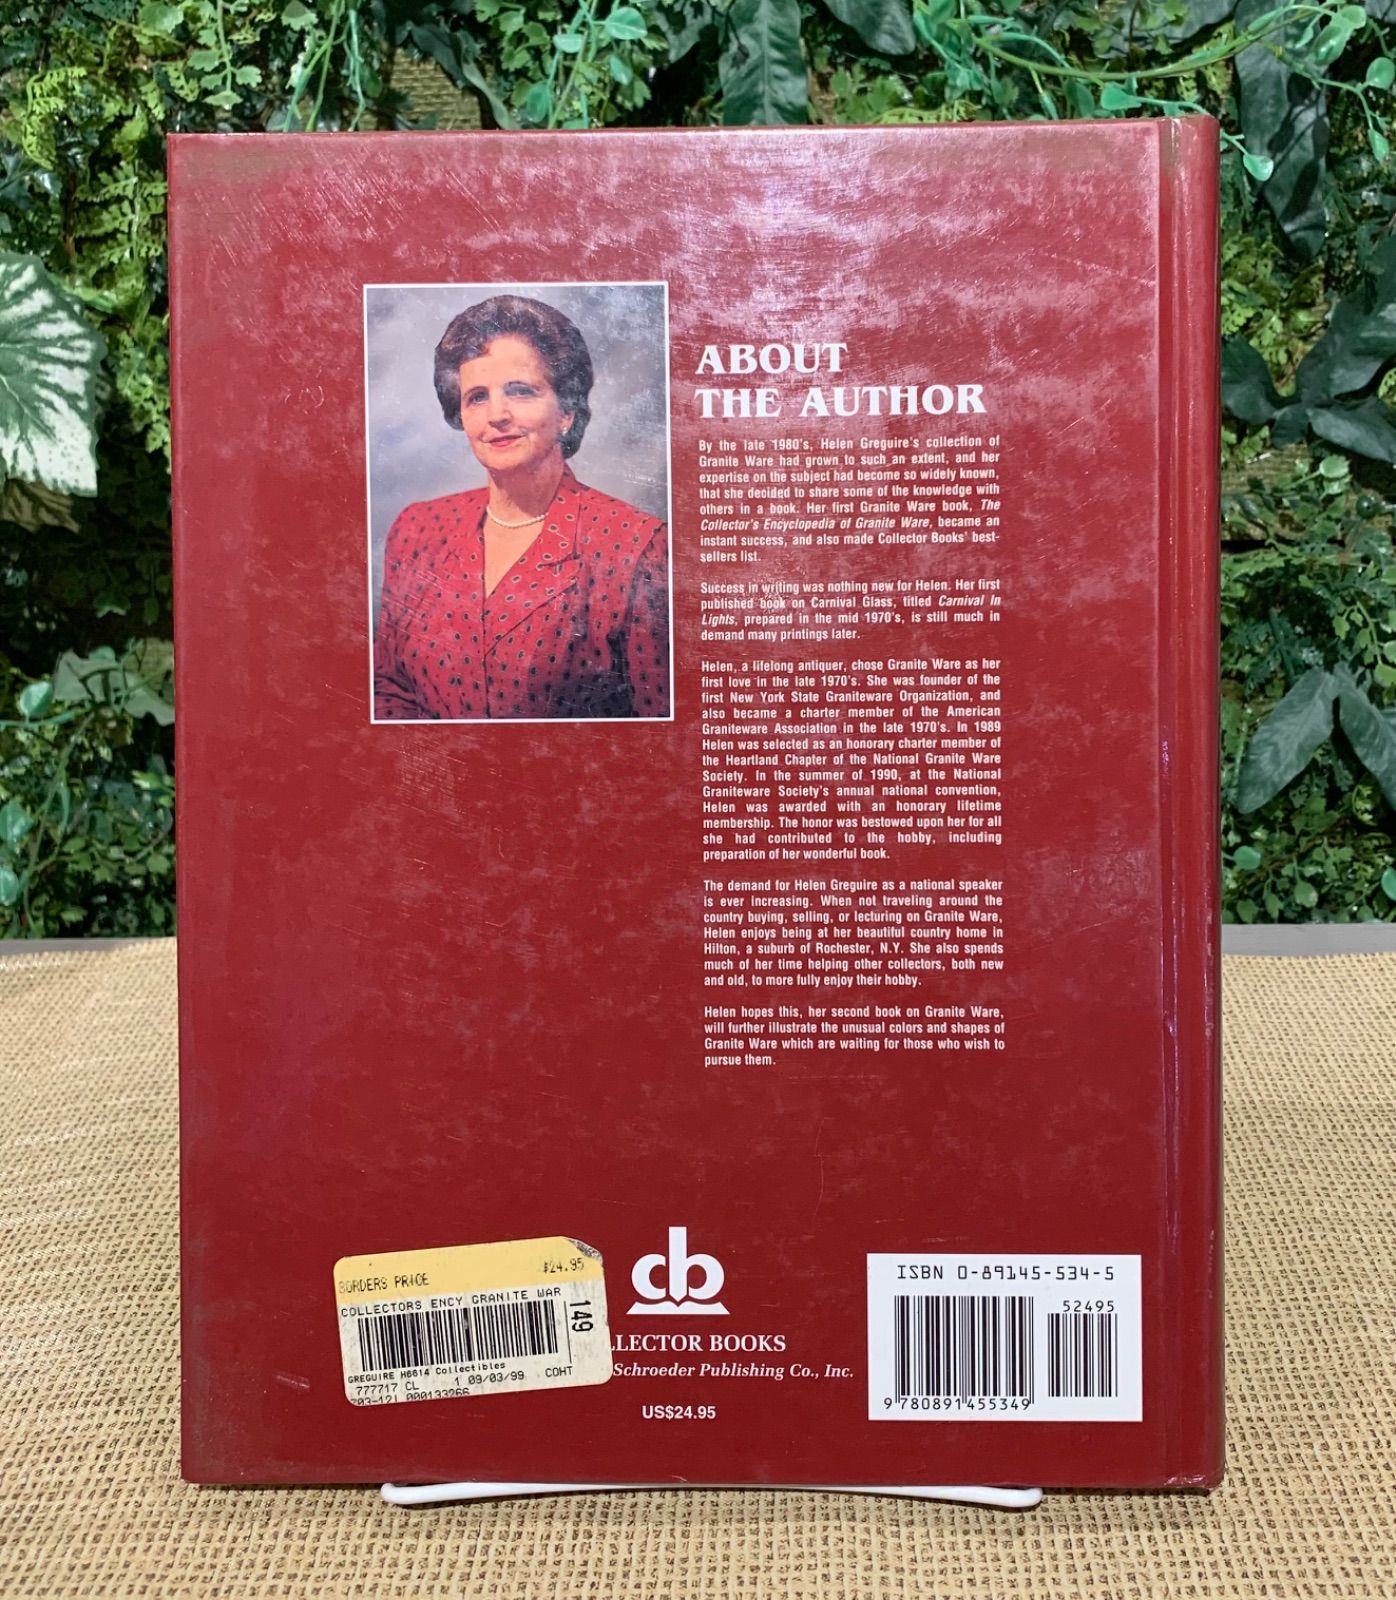 ABOUT
THE AUTHOR
By the late 1980's, Helen Greguire's collection of
Granite Ware had grown to such an extent, and her
expertise on the subject had become so widely known,
that she decided to share some of the knowledge with
others in a book. Her first Granite Ware book, The
Collector's Encyclopedia of Granite Ware, became an
instant success, and also made Collector Books' best-
sellers list.
Success in writing was nothing new for Helen. Her first
published book on Carnival Glass, titled Carnival In
Lights, prepared in the mid 1970's, is still much in
demand many printings later.
Helen, a lifelong antiquer, chose Granite Ware as her
first love in the late 1970's. She was founder of the
first New York State Graniteware Organization, and
also became a charter member of the American
Graniteware Association in the late 1970's. In 1989
Helen was selected as an honorary charter member of
the Heartland Chapter of the National Granite Ware
Society. In the summer of 1990, at the National
Graniteware Society's annual national convention,
Helen was awarded with an honorary lifetime
membership. The honor was bestowed upon her for all
she had contributed to the hobby, including
preparation of her wonderful book.
The demand for Helen Greguire as a national speaker
is ever increasing. When not traveling around the
country buying, selling, or lecturing on Granite Ware,
Helen enjoys being at her beautiful country home in
Hilton, a suburb of Rochester, N.Y. She also spends
much of her time helping other collectors, both new
and old, to more fully enjoy their hobby.
Helen hopes this, her second book on Granite Ware,
will further illustrate the unusual colors and shapes of
Granite Ware which are waiting for those who wish to
pursue them.
BORDERS PRICE $24.95
COLLECTORS ENCY GRANITE WAR
149
GREGUIRE H6614 Collectibles
777717 CL 1 09/03/99 COHT
203-121 000133266
cb
LLECTOR BOOKS
Schroeder Publishing Co., Inc.
US$24.95
ISBN 0-89145-534-5
52495
9 780891 455349